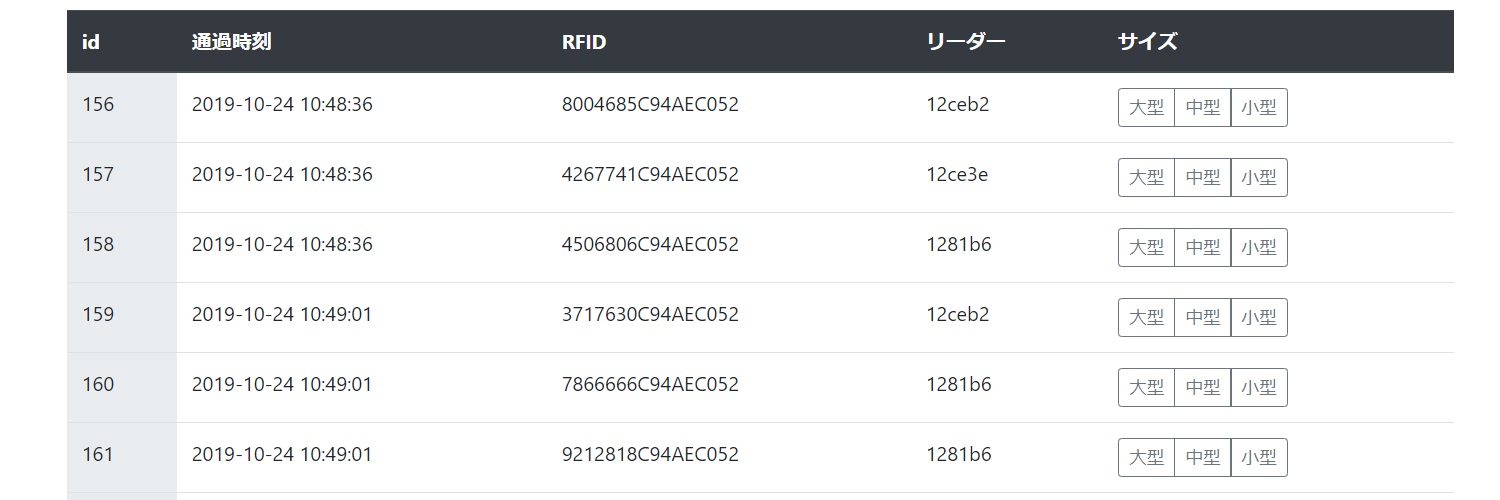 id 通過時刻 RFID リーダー サイズ
156 2019-10-24 10:48:36 8004685C94AEC052 12ceb2 大型 中型 小型
157 2019-10-24 10:48:36 4267741C94AEC052 12ce3e 大型 中型 小型
158 2019-10-24 10:48:36 4506806C94AEC052 1281b6 大型 中型 小型
159 2019-10-24 10:49:01 3717630C94AEC052 12ceb2 大型 中型 小型
160 2019-10-24 10:49:01 7866666C94AEC052 1281b6 大型 中型 小型
161 2019-10-24 10:49:01 9212818C94AEC052 1281b6 大型 中型 小型